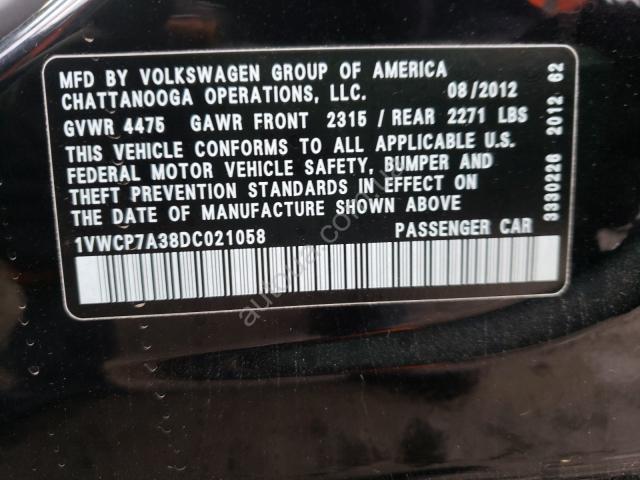 MFD BY VOLKSWAGEN GROUP OF AMERICA
CHATTANOOGA OPERATIONS, LLC. 08/2012
GVWR 4475 GAWR FRONT 2315 / REAR 2271 LBS
THIS VEHICLE CONFORMS TO ALL APPLICABLE U.S.
FEDERAL MOTOR VEHICLE SAFETY, BUMPER AND
THEFT PREVENTION STANDARDS IN EFFECT ON
THE DATE OF MANUFACTURE SHOWN ABOVE
1VWCP7A38DC021058 PASSENGER CAR
3330226 2012 62